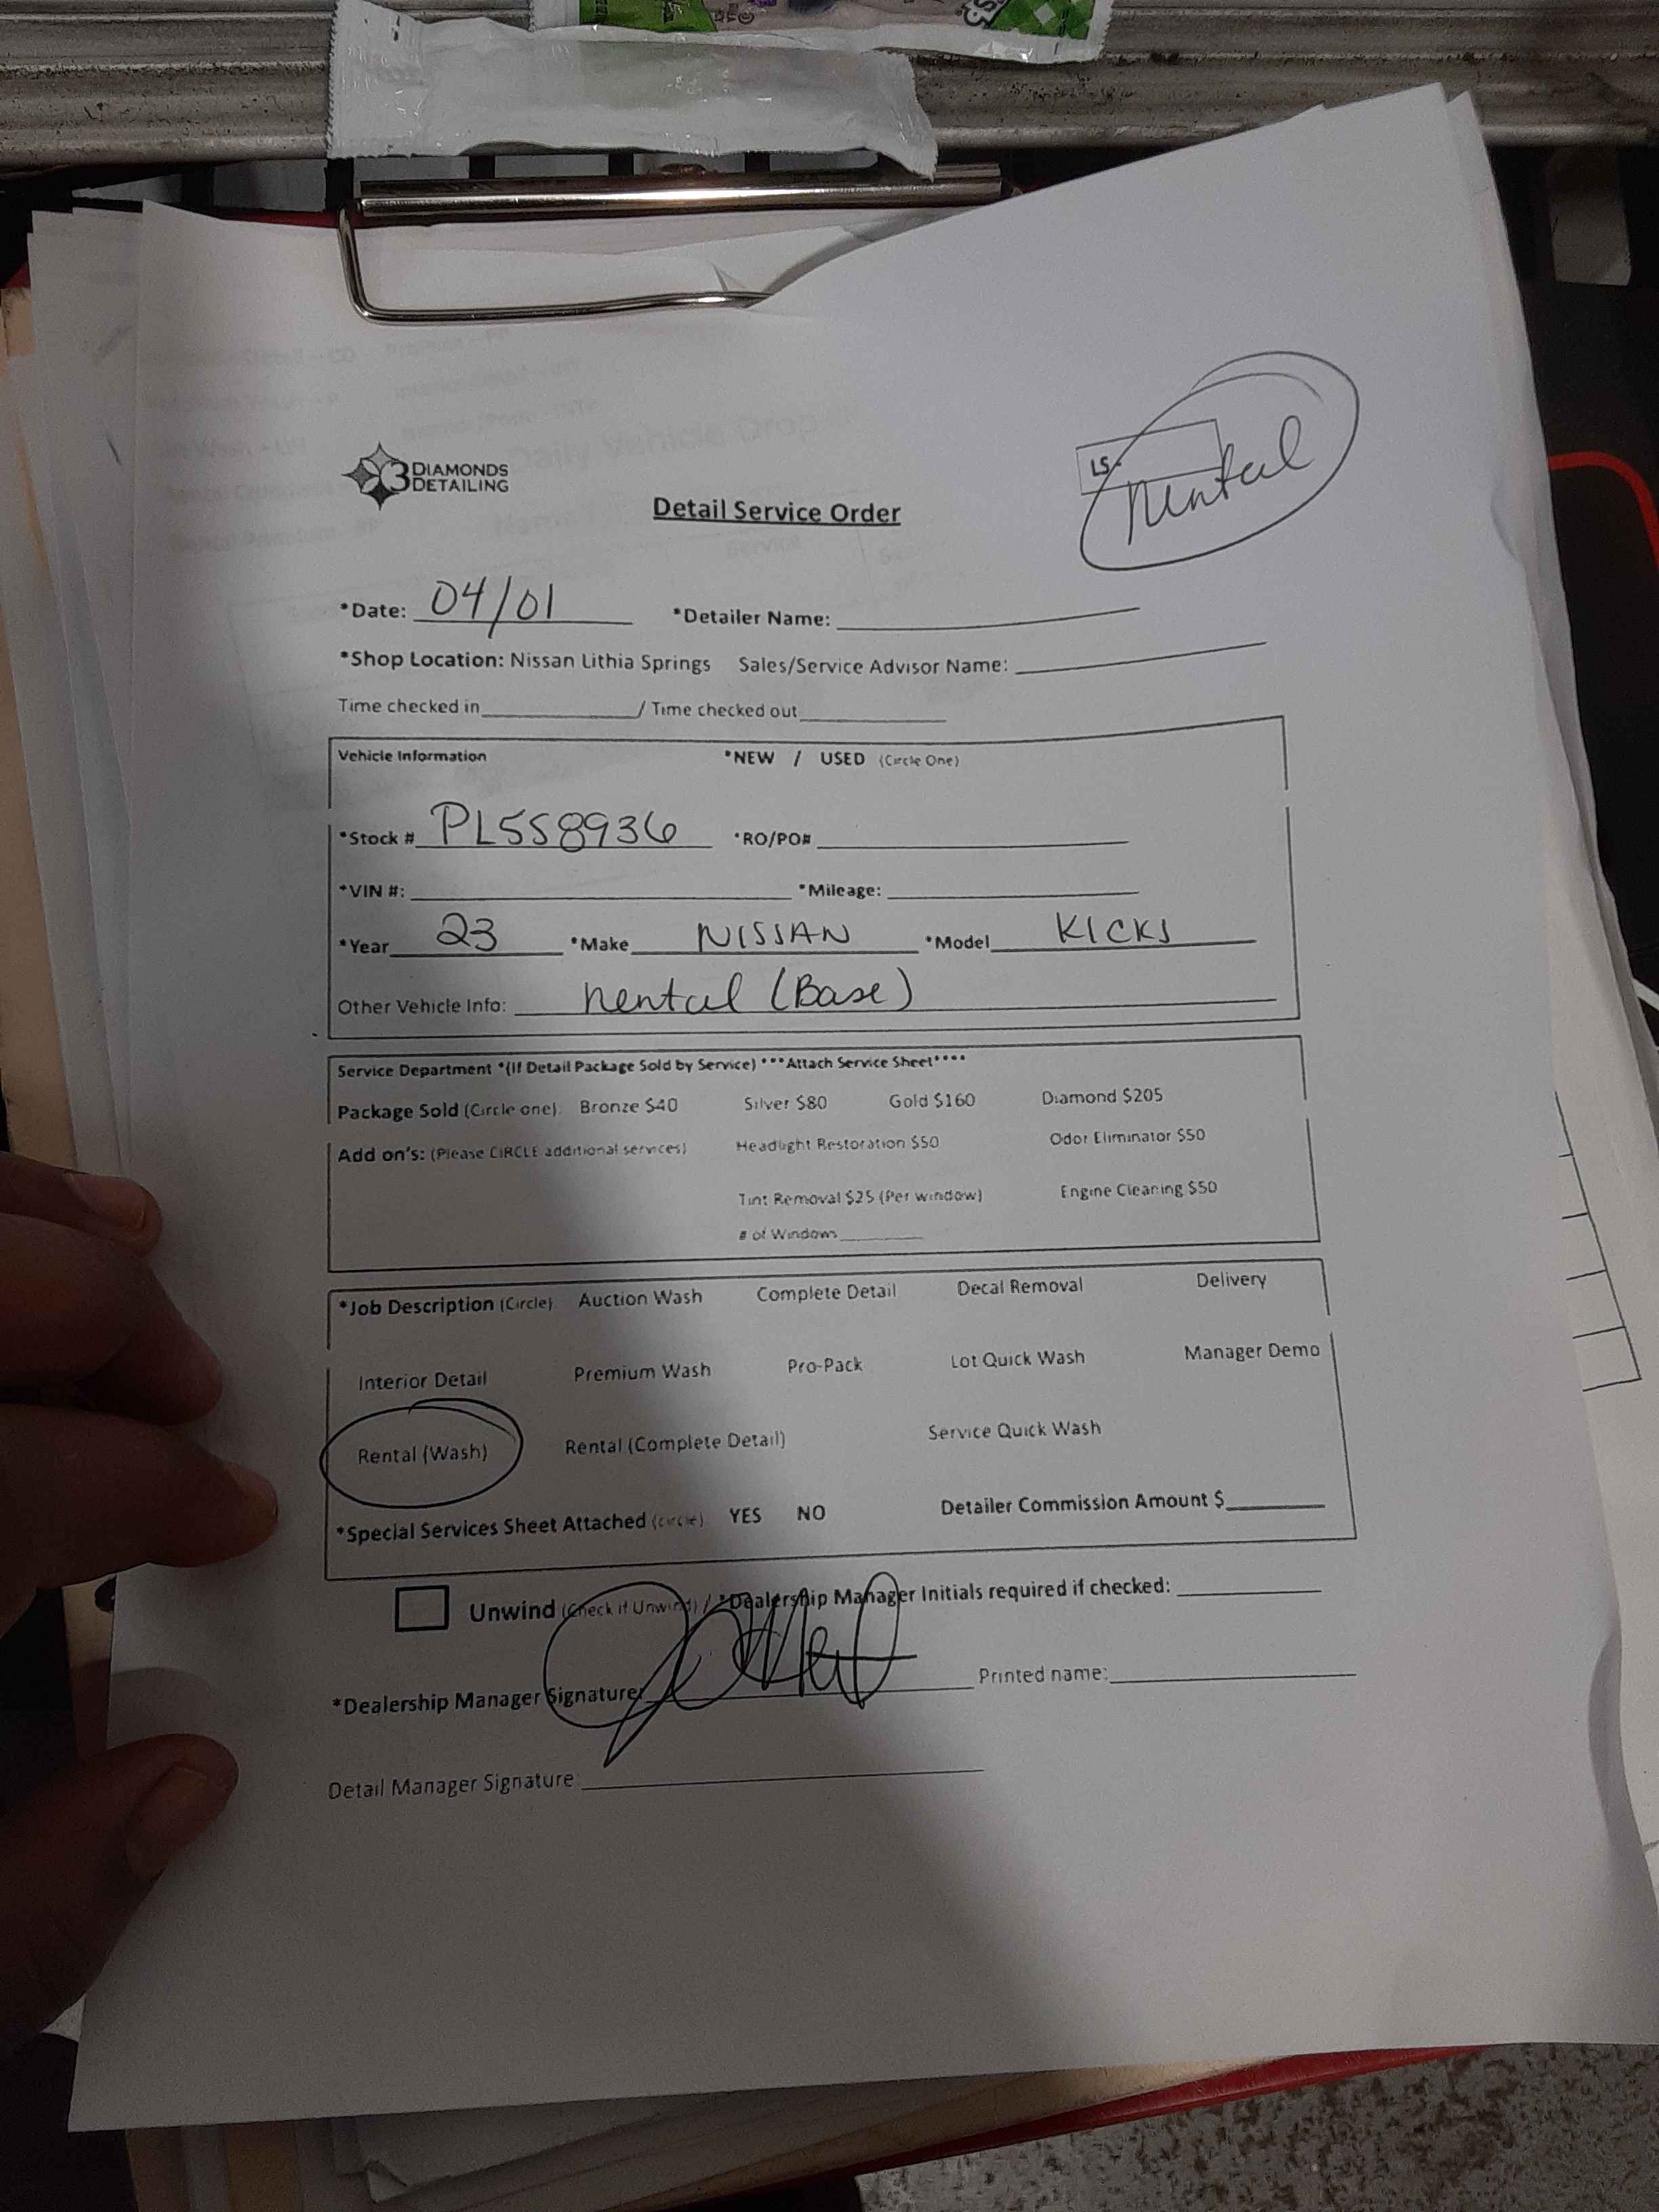 3 DIAMONDS
DETAILING
LS-
Rental
Detail Service Order
*Date: 04/01 *Detailer Name:
*Shop Location: Nissan Lithia Springs Sales/Service Advisor Name:
Time checked in / Time checked out
Vehicle Information *NEW / USED (Circle One)
*Stock # PL558936 *RO/PO#
*VIN #: *Mileage:
*Year 23 *Make NISSAN *Model KICKS
Other Vehicle Info: Rental (Base)
Service Department *(If Detail Package Sold by Service) ***Attach Service Sheet****
Package Sold (Circle one): Bronze $40 Silver $80 Gold $160 Diamond $205
Add on's: (Please CIRCLE additional services) Headlight Restoration $50 Odor Eliminator $50
Tint Removal $25 (Per window) Engine Cleaning $50
# of Windows
*Job Description (Circle): Auction Wash Complete Detail Decal Removal Delivery
Interior Detail Premium Wash Pro-Pack Lot Quick Wash Manager Demo
Rental (Wash) Rental (Complete Detail) Service Quick Wash
*Special Services Sheet Attached (circle) YES NO Detailer Commission Amount $
Unwind (Check if Unwind) / *Dealership Manager Initials required if checked:
*Dealership Manager Signature: Printed name:
Detail Manager Signature: